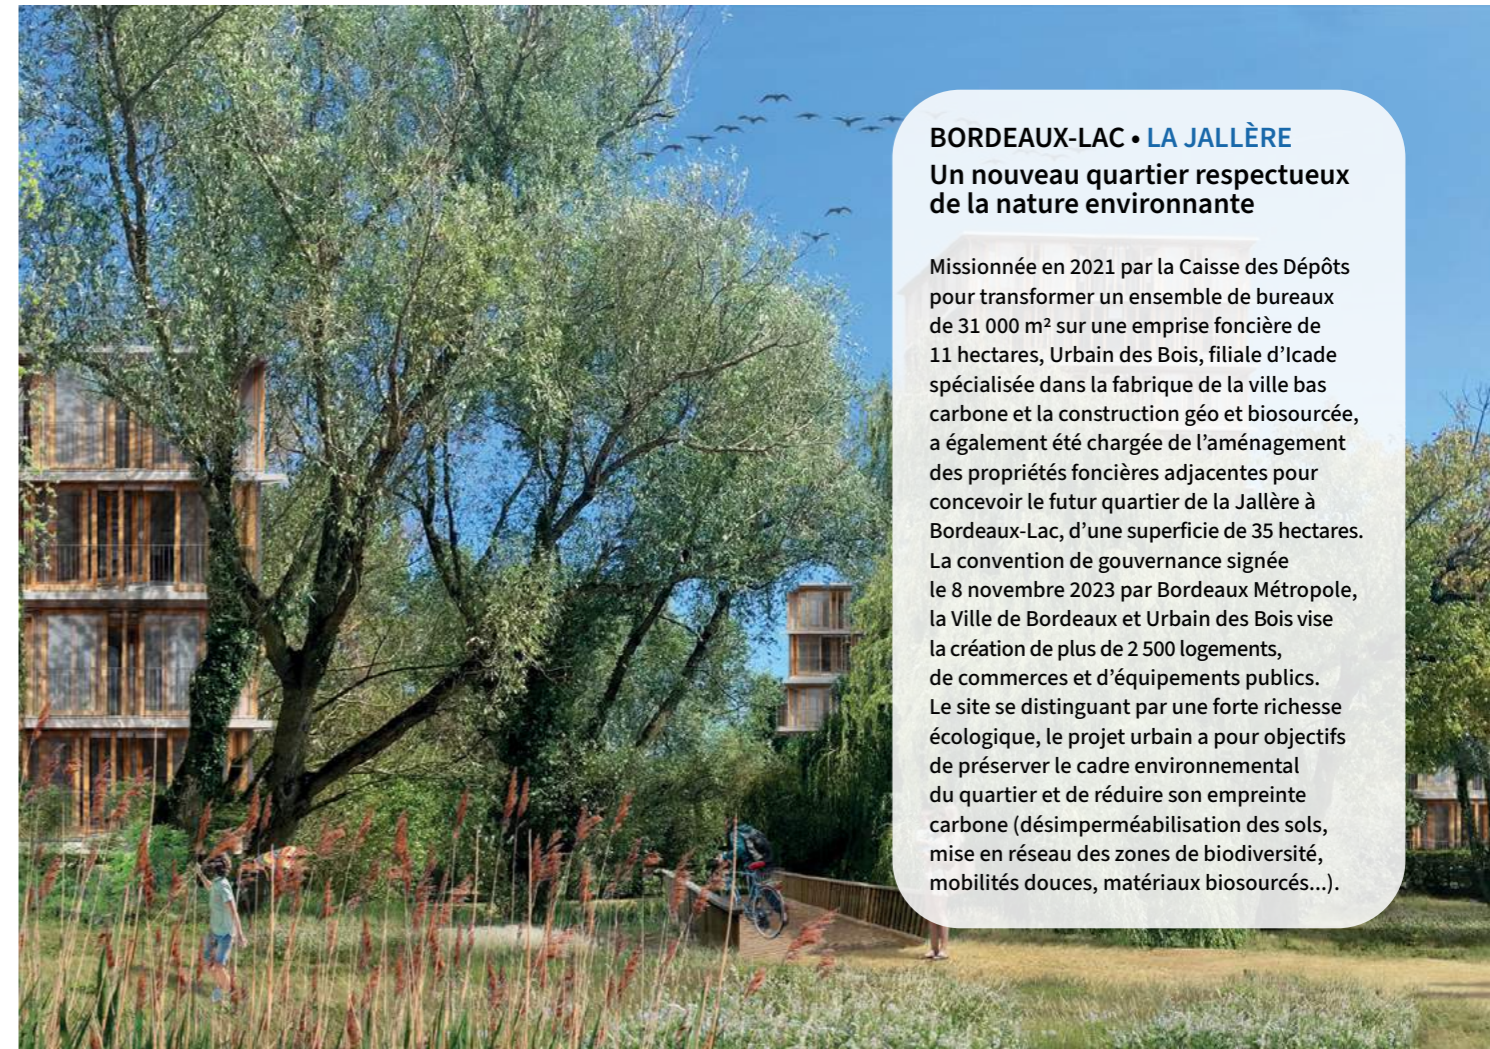 BORDEAUX-LAC • LA JALLÈRE
Un nouveau quartier respectueux
de la nature environnante
Missionnée en 2021 par la Caisse des Dépôts
pour transformer un ensemble de bureaux
de 31 000 m² sur une emprise foncière de
11 hectares, Urbain des Bois, filiale d’Icade
spécialisée dans la fabrique de la ville bas
carbone et la construction géo et biosourcée,
a également été chargée de l’aménagement
des propriétés foncières adjacentes pour
concevoir le futur quartier de la Jallère à
Bordeaux-Lac, d’une superficie de 35 hectares.
La convention de gouvernance signée
le 8 novembre 2023 par Bordeaux Métropole,
la Ville de Bordeaux et Urbain des Bois vise
la création de plus de 2 500 logements,
de commerces et d’équipements publics.
Le site se distinguant par une forte richesse
écologique, le projet urbain a pour objectifs
de préserver le cadre environnemental
du quartier et de réduire son empreinte
carbone (désimperméabilisation des sols,
mise en réseau des zones de biodiversité,
mobilités douces, matériaux biosourcés...).